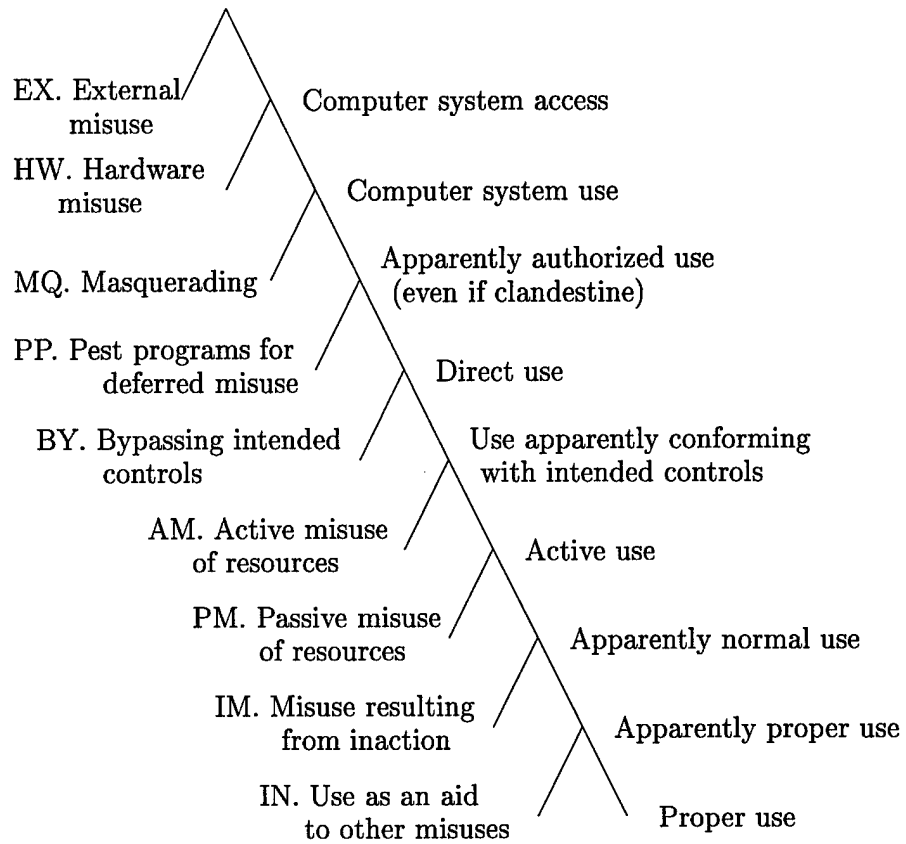 EX. External
misuse
Computer system access
HW. Hardware
misuse
Computer system use
MQ. Masquerading
Apparently authorized use
(even if clandestine)
PP. Pest programs for
deferred misuse
Direct use
BY. Bypassing intended
controls
Use apparently conforming
with intended controls
AM. Active misuse
of resources
Active use
PM. Passive misuse
of resources
Apparently normal use
IM. Misuse resulting
from inaction
Apparently proper use
IN. Use as an aid
to other misuses
Proper use